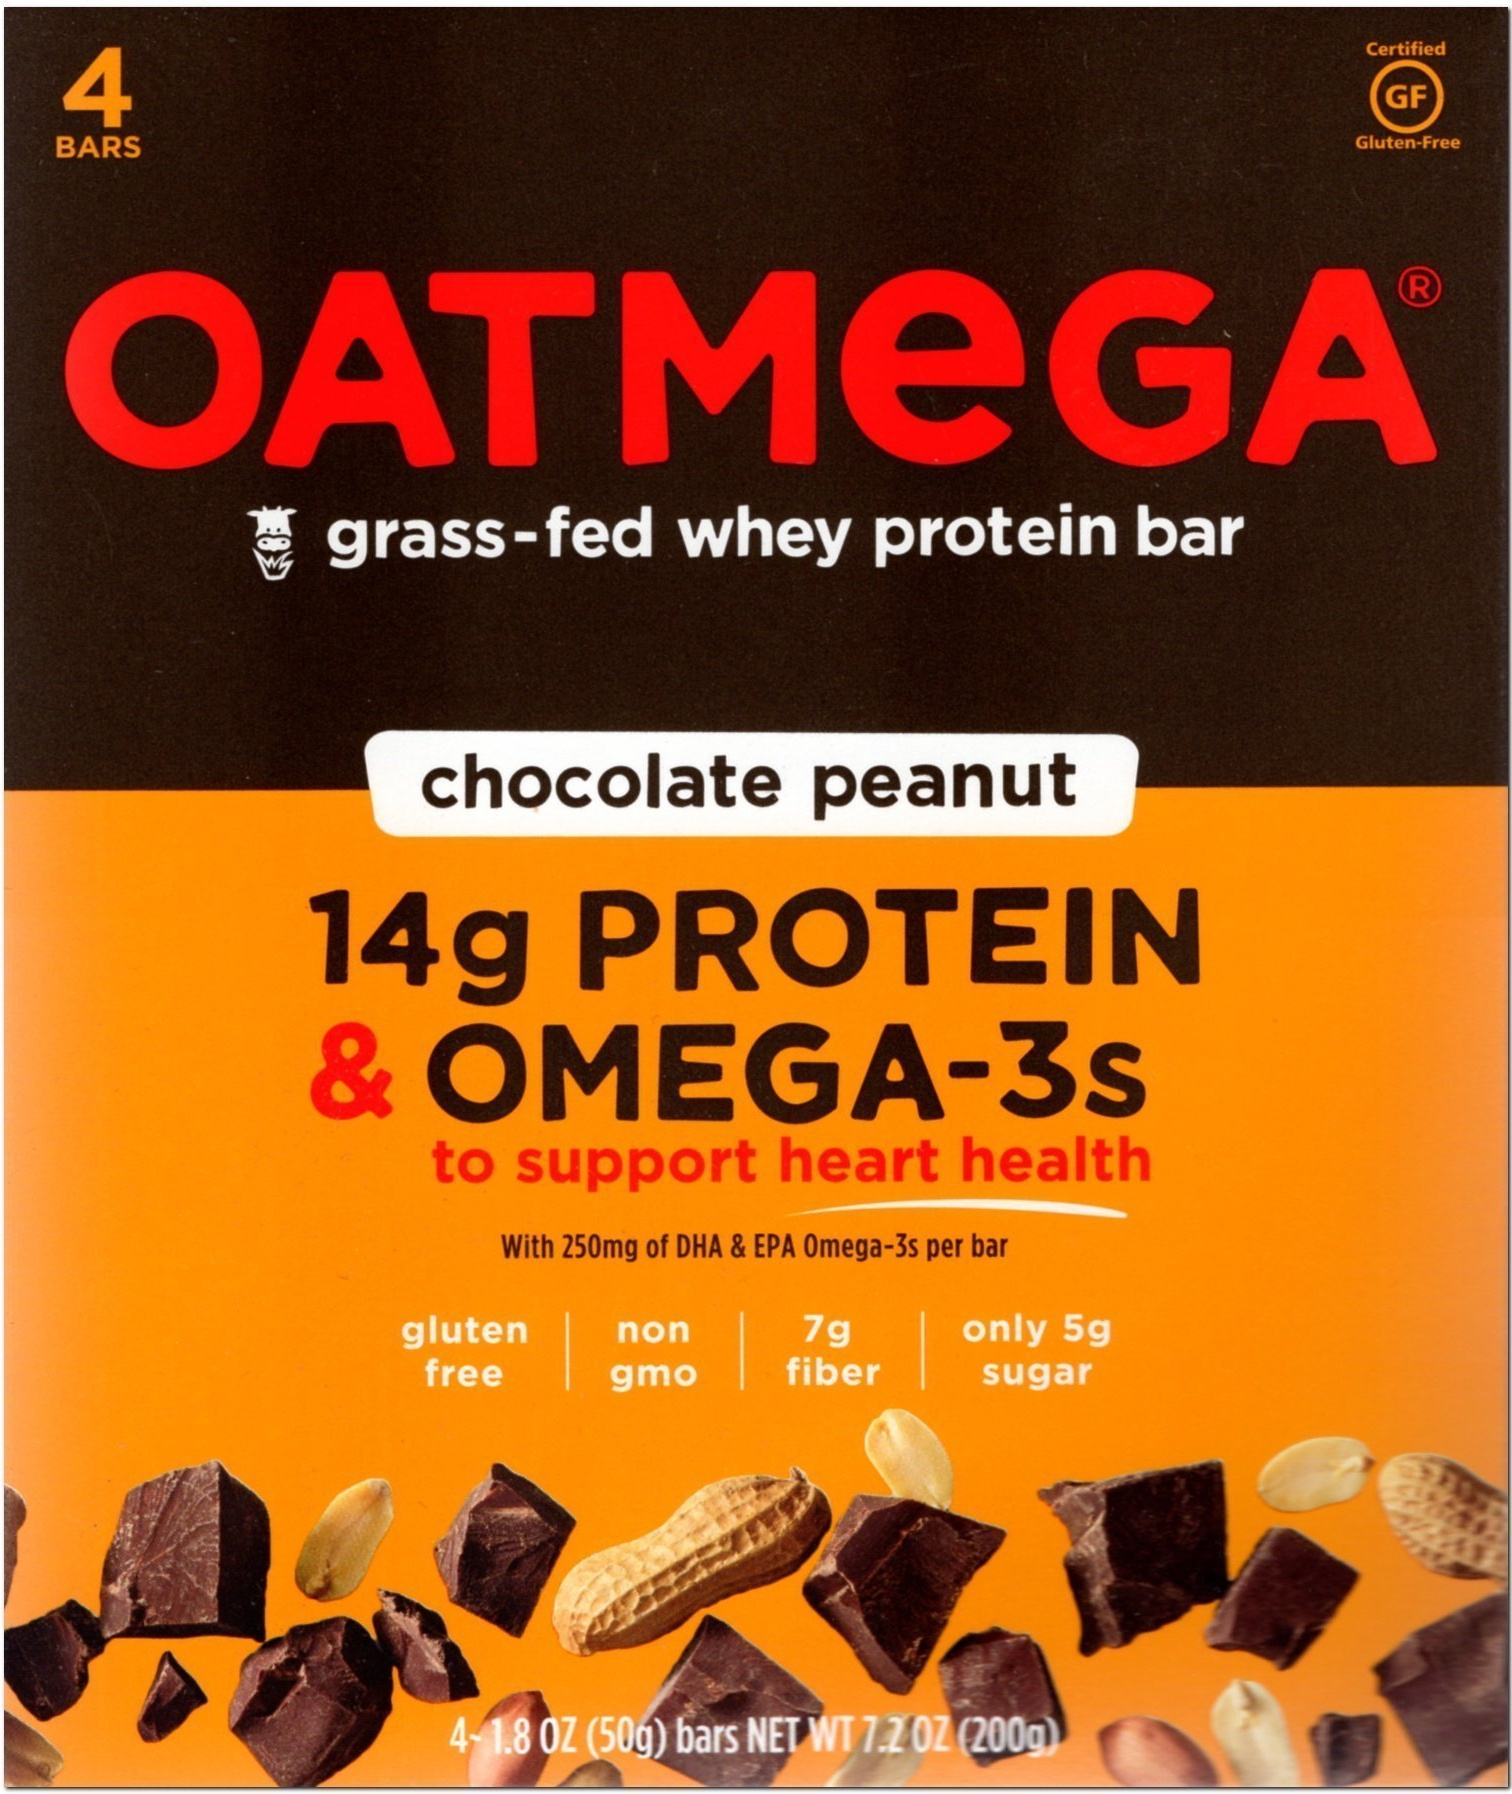 4
BARS
Certified
GF
Gluten-Free
OATMeGA®
grass-fed whey protein bar
chocolate peanut
14g PROTEIN
& OMEGA-3s
to support heart health
With 250mg of DHA & EPA Omega-3s per bar
gluten free
non gmo
7g fiber
only 5g sugar
4- 1.8 OZ (50g) bars NET WT 7.2 OZ (200g)